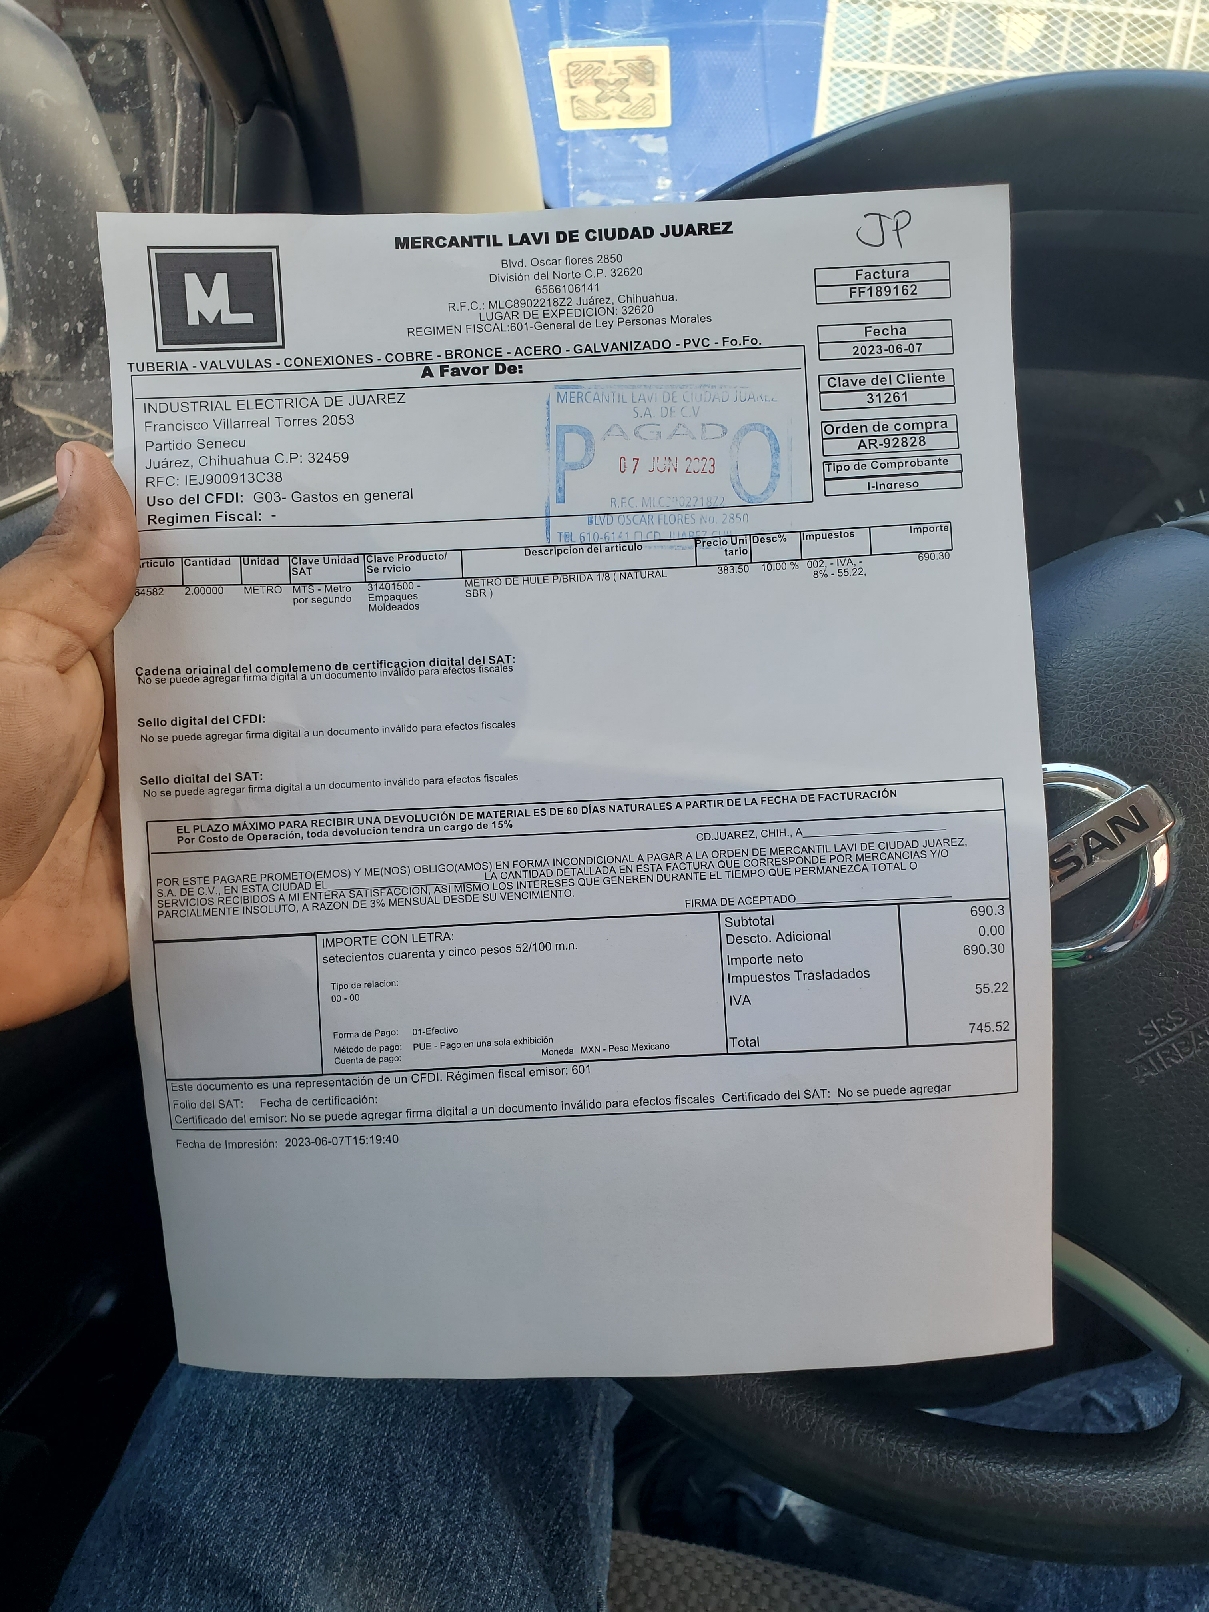 JP
ML
MERCANTIL LAVI DE CIUDAD JUAREZ
Blvd. Oscar flores 2850
División del Norte C.P. 32620
6566106141
R.F.C.: MLC8902218Z2 Juárez, Chihuahua.
LUGAR DE EXPEDICIÓN: 32620
REGIMEN FISCAL:601-General de Ley Personas Morales
Factura
FF189162
Fecha
2023-06-07
Clave del Cliente
31261
Orden de compra
AR-92828
Tipo de Comprobante
I-Ingreso
TUBERIA - VALVULAS - CONEXIONES - COBRE - BRONCE - ACERO - GALVANIZADO - PVC - Fo.Fo.
A Favor De:
INDUSTRIAL ELECTRICA DE JUAREZ
Francisco Villarreal Torres 2053
Partido Senecu
Juárez, Chihuahua C.P: 32459
RFC: IEJ900913C38
Uso del CFDI: G03- Gastos en general
Regimen Fiscal: -
MERCANTIL LAVI DE CIUDAD JUAREZ
S.A. DE C.V
PAGADO
07 JUN 2023
R.F.C. MLC8902218Z2
BLVD OSCAR FLORES No. 2850
TEL 610-6141
rticulo Cantidad Unidad Clave Unidad SAT Clave Producto/ Se rvicio Descripcion del articulo Precio Uni tario Desc% Impuestos Importe
64582 2.00000 METRO MTS - Metro por segundo 31401500 - Empaques Moldeados METRO DE HULE P/BRIDA 1/8 ( NATURAL SBR ) 383.50 10.00 % 002 - IVA, - 8% - 55.22, 690.30
Cadena original del complemeno de certificacion digital del SAT:
No se puede agregar firma digital a un documento inválido para efectos fiscales
Sello digital del CFDI:
No se puede agregar firma digital a un documento inválido para efectos fiscales
Sello digital del SAT:
No se puede agregar firma digital a un documento inválido para efectos fiscales
EL PLAZO MÁXIMO PARA RECIBIR UNA DEVOLUCIÓN DE MATERIAL ES DE 60 DÍAS NATURALES A PARTIR DE LA FECHA DE FACTURACIÓN
Por Costo de Operación, toda devolucion tendrá un cargo de 15%
CD.JUAREZ, CHIH., A
POR ESTE PAGARE PROMETO(EMOS) Y ME(NOS) OBLIGO(AMOS) EN FORMA INCONDICIONAL A PAGAR A LA ORDEN DE MERCANTIL LAVI DE CIUDAD JUAREZ,
S.A. DE C.V., EN ESTA CIUDAD EL LA CANTIDAD DETALLADA EN ESTA FACTURA QUE CORRESPONDE POR MERCANCIAS Y/O
SERVICIOS RECIBIDOS A MI ENTERA SATISFACCION, ASI MISMO LOS INTERESES QUE GENEREN DURANTE EL TIEMPO QUE PERMANEZCA TOTAL O
PARCIALMENTE INSOLUTO, A RAZON DE 3% MENSUAL DESDE SU VENCIMIENTO.
FIRMA DE ACEPTADO
IMPORTE CON LETRA:
setecientos cuarenta y cinco pesos 52/100 m.n.
Tipo de relacion:
00 - 00
Forma de Pago: 01-Efectivo
Método de pago: PUE - Pago en una sola exhibición
Cuenta de pago: Moneda MXN - Peso Mexicano
Subtotal 690.3
Descto. Adicional 0.00
Importe neto 690.30
Impuestos Trasladados
IVA 55.22
Total 745.52
Este documento es una representación de un CFDI. Régimen fiscal emisor: 601
Folio del SAT: Fecha de certificación:
Certificado del emisor: No se puede agregar firma digital a un documento inválido para efectos fiscales Certificado del SAT: No se puede agregar
Fecha de Impresión: 2023-06-07T15:19:40
SSAN
SRS
AIRBA